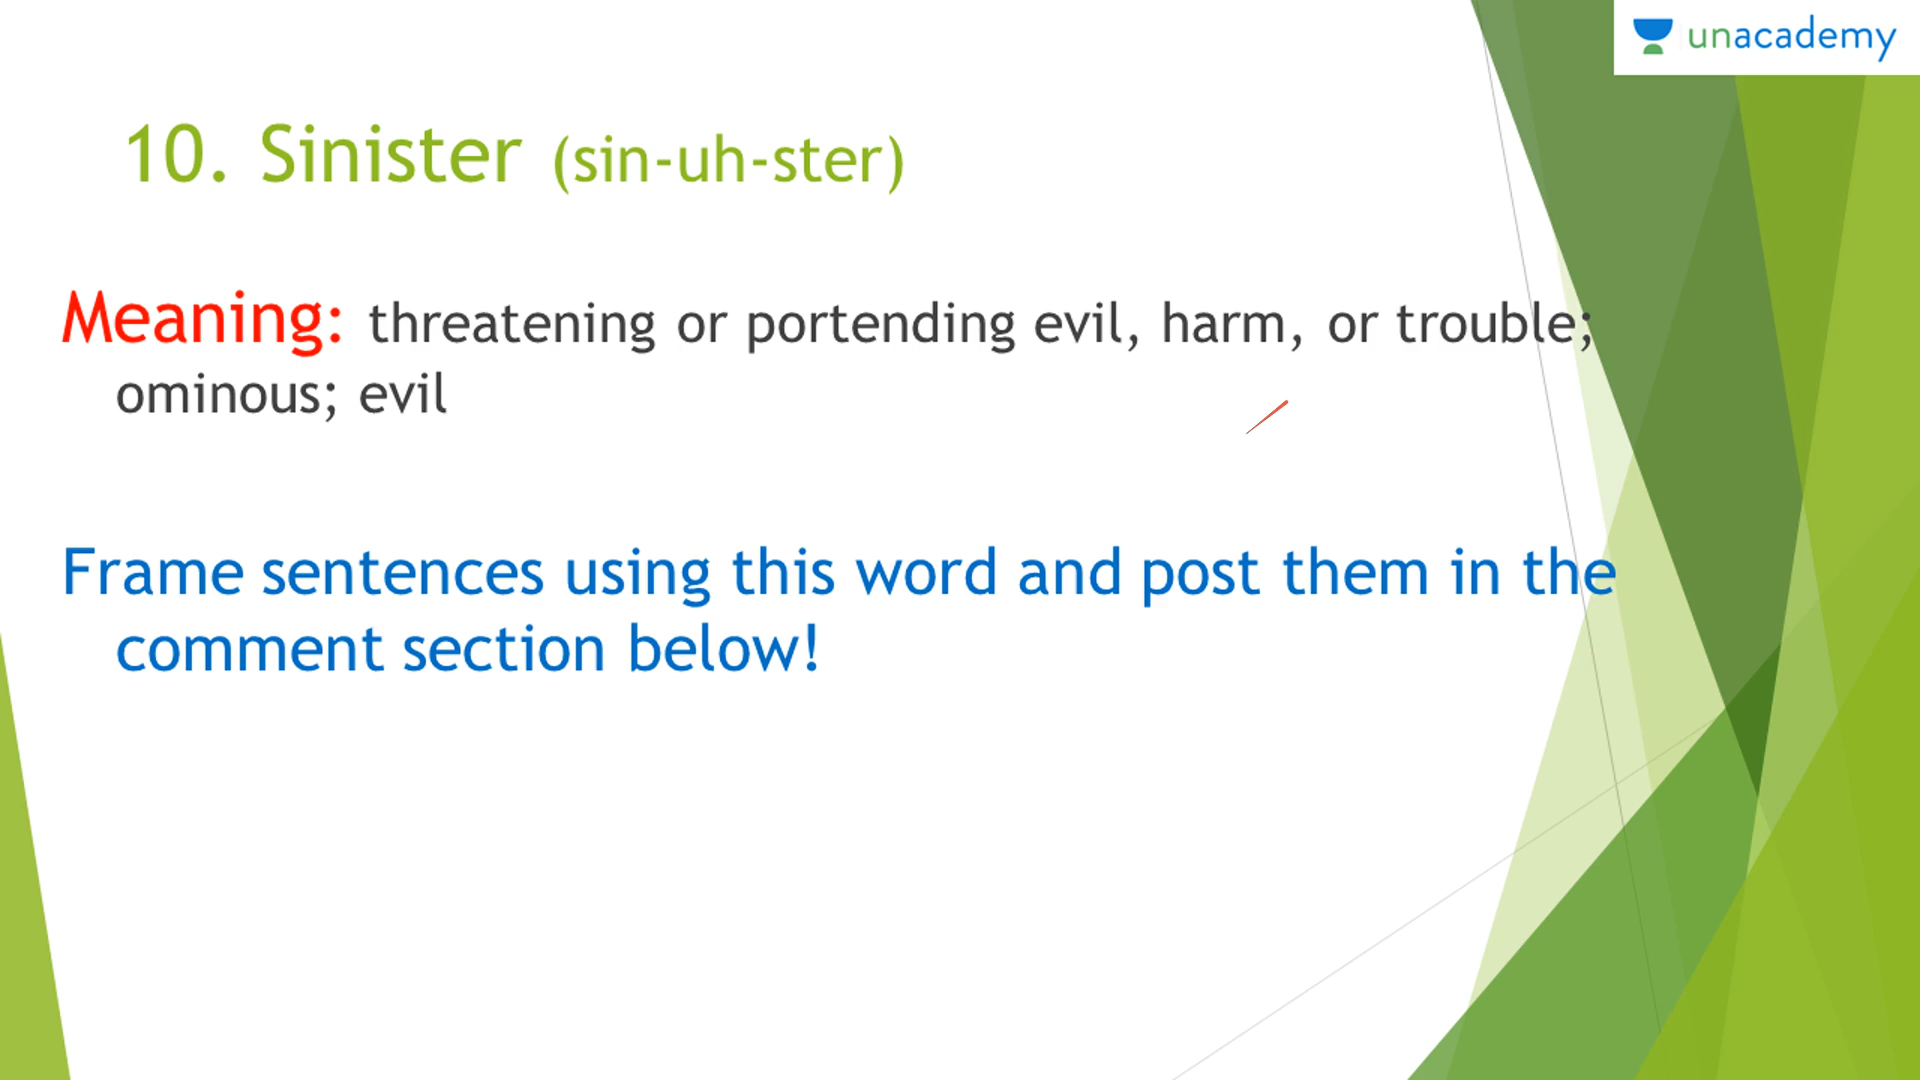 unacademy
10. Sinister (sin-uh-ster)
Meaning: threatening or portending evil, harm, or trouble;
ominous; evil
Frame sentences using this word and post them in the
comment section below!